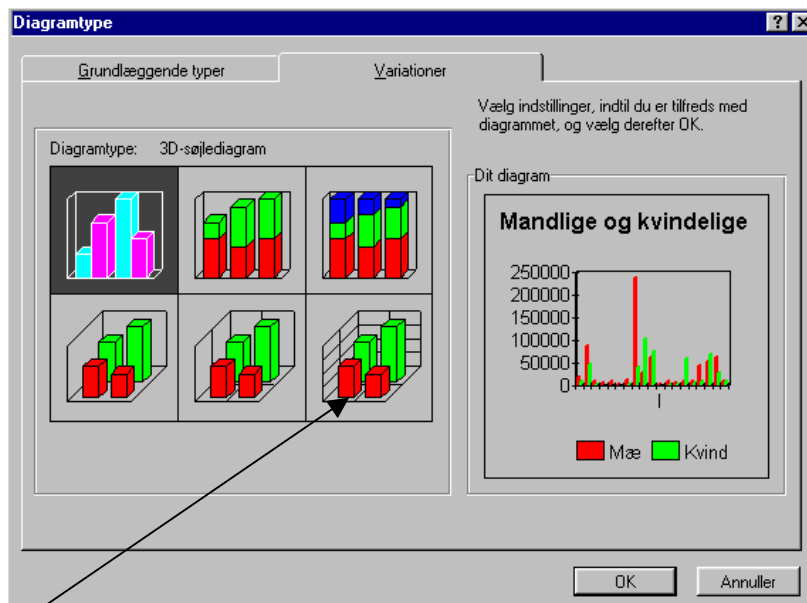 Diagramtype
Grundlæggende typer
Variationer
Vælg indstillinger, indtil du er tilfreds med
diagrammet, og vælg derefter OK.
Diagramtype: 3D-søjlediagram
Dit diagram
Mandlige og kvindelige
250000
200000
150000
100000
50000
0
Mæ
Kvind
OK
Annuller